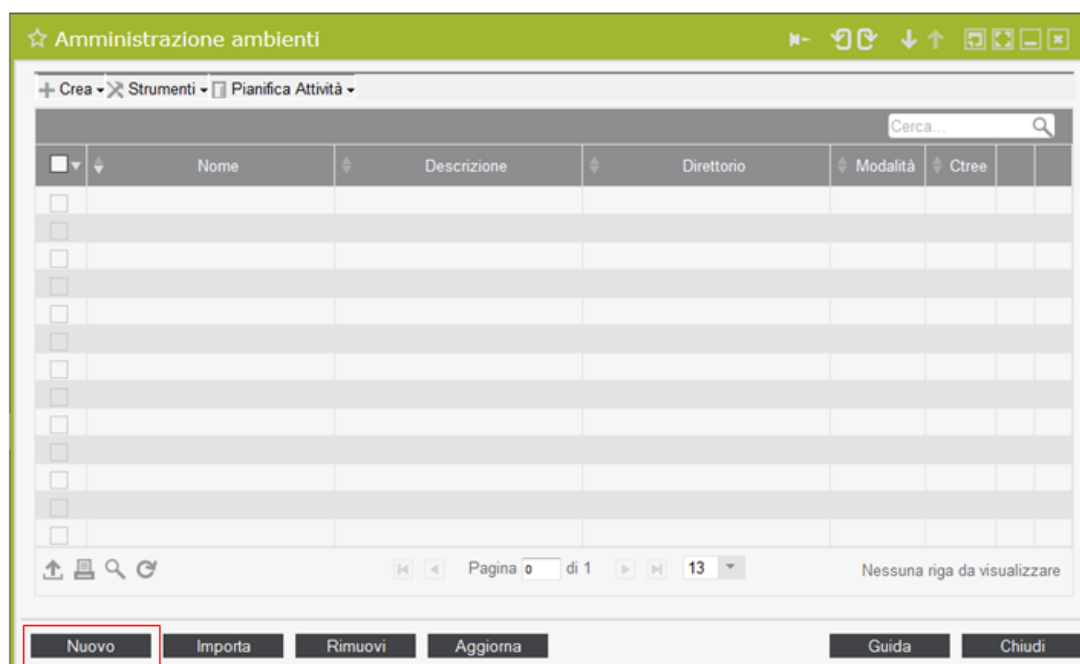 Amministrazione ambienti
Crea Strumenti Pianifica Attività
Cerca...
Nome Descrizione Direttorio Modalità Ctree
Pagina 0 di 1 13 Nessuna riga da visualizzare
Nuovo Importa Rimuovi Aggiorna Guida Chiudi